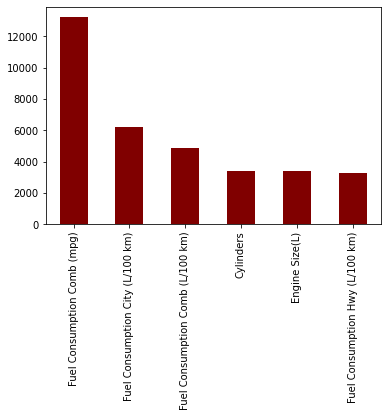 12000
10000
8000
6000
4000
2000
0
Fuel Consumption Comb (mpg)
Fuel Consumption City (L/100 km)
Fuel Consumption Comb (L/100 km)
Cylinders
Engine Size(L)
Fuel Consumption Hwy (L/100 km)